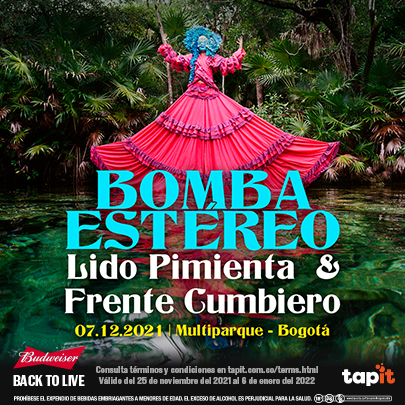 BOMBA
ESTÉREO
Lido Pimienta &
Frente Cumbiero
07.12.2021 | Multiparque - Bogotá
Budweiser
BACK TO LIVE
Consulta términos y condiciones en tapit.com.co/terms.html
Válido del 25 de noviembre del 2021 al 6 de enero del 2022
tapit
PROHÍBESE EL EXPENDIO DE BEBIDAS EMBRIAGANTES A MENORES DE EDAD. EL EXCESO DE ALCOHOL ES PERJUDICIAL PARA LA SALUD.